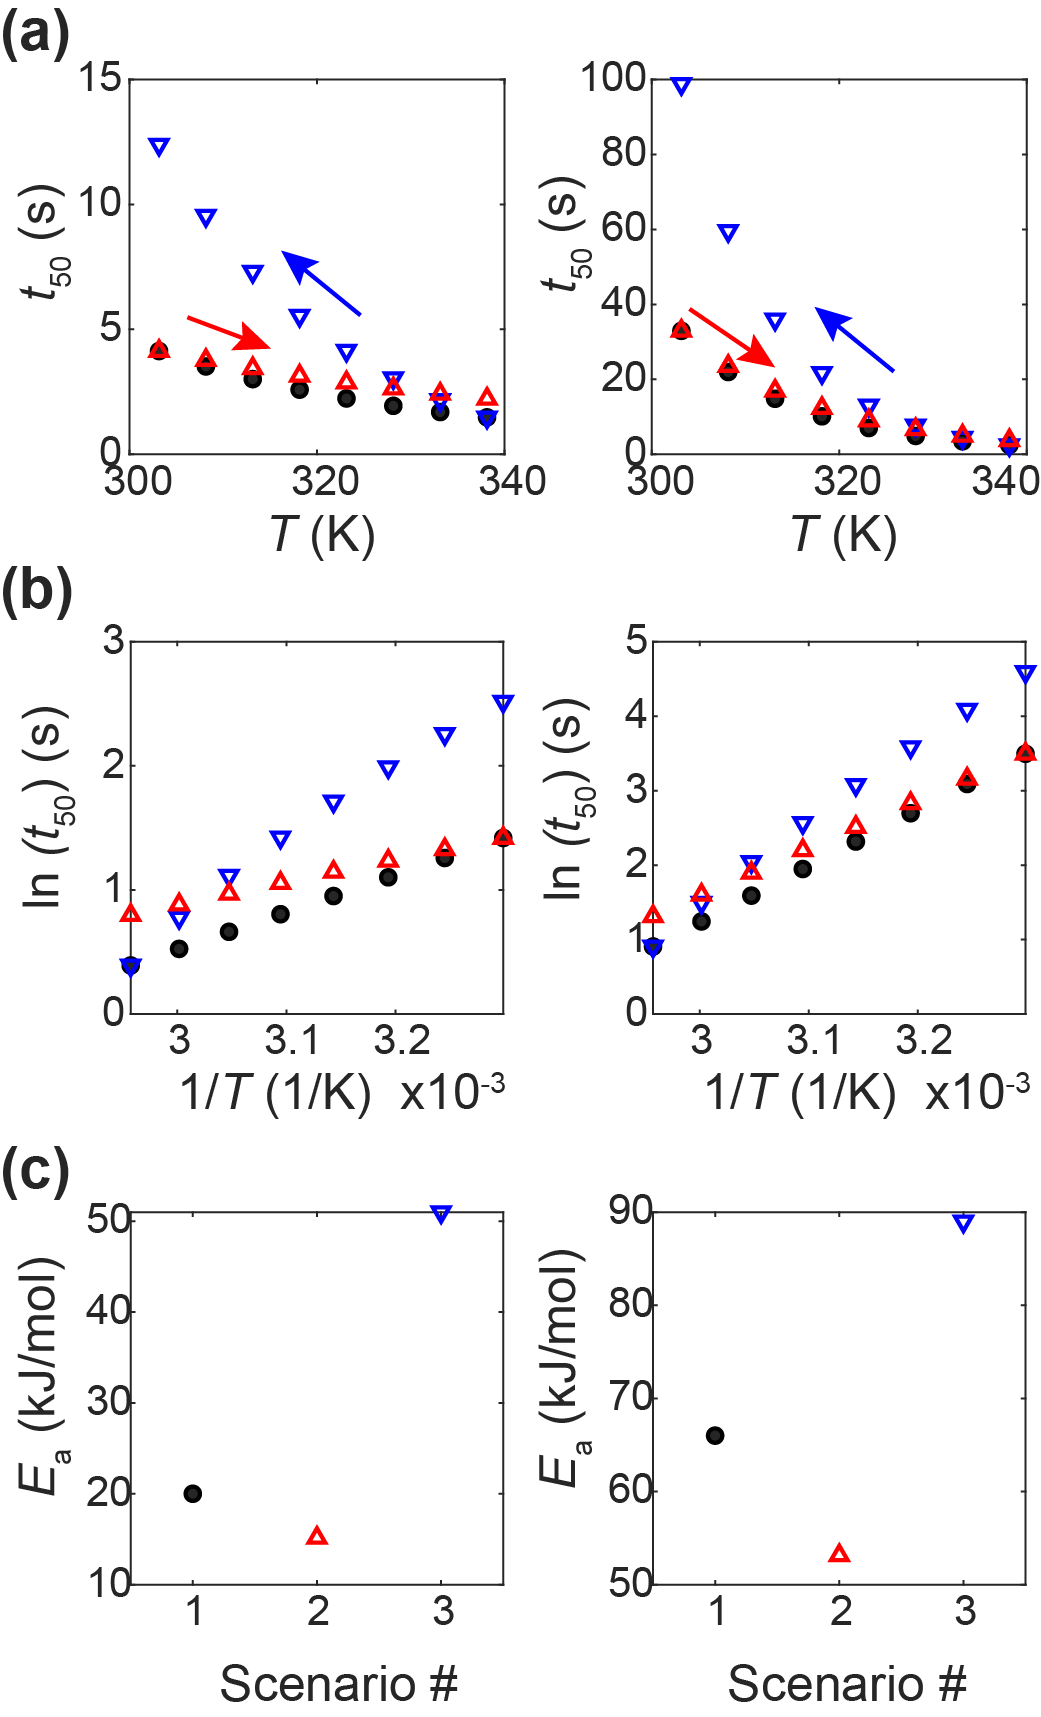 (a)
15
10
5
0
t50 (s)
300 320 340
T (K)
100
80
60
40
20
0
t50 (s)
300 320 340
T (K)
(b)
3
2
1
0
ln (t50) (s)
3 3.1 3.2
1/T (1/K) x10-3
5
4
3
2
1
0
ln (t50) (s)
3 3.1 3.2
1/T (1/K) x10-3
(c)
50
40
30
20
10
Ea (kJ/mol)
1 2 3
Scenario #
90
80
70
60
50
Ea (kJ/mol)
1 2 3
Scenario #